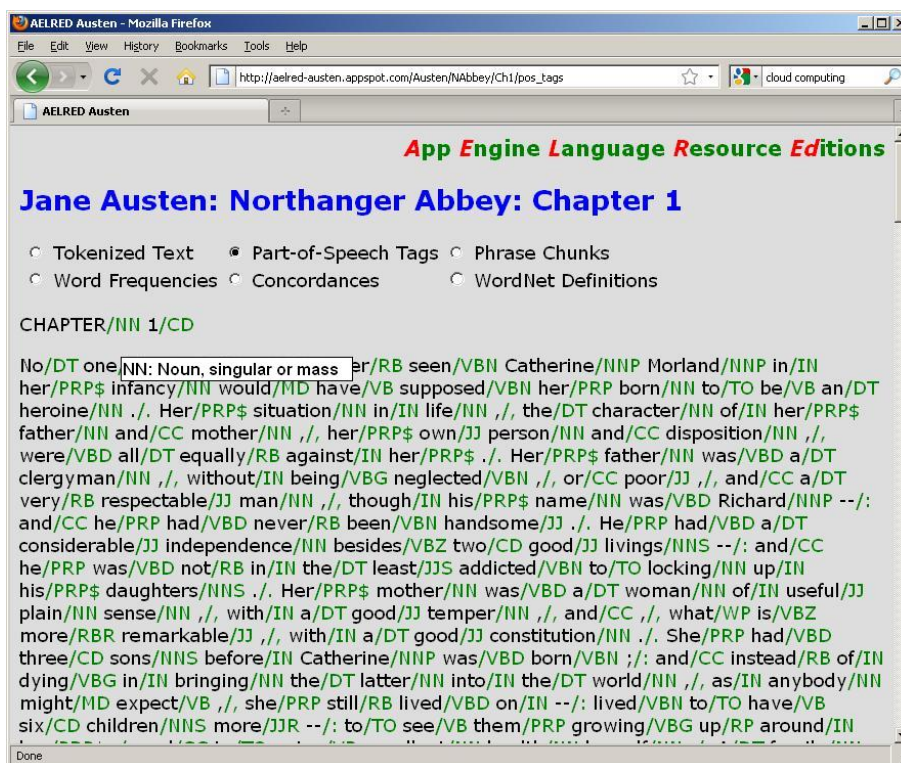 AELRED Austen - Mozilla Firefox
File Edit View History Bookmarks Tools Help
http://aelred-austen.appspot.com/Austen/NAbbey/Ch1/pos_tags
cloud computing
AELRED Austen
App Engine Language Resource Editions
Jane Austen: Northanger Abbey: Chapter 1
Tokenized Text Part-of-Speech Tags Phrase Chunks
Word Frequencies Concordances WordNet Definitions
CHAPTER/NN 1/CD
No/DT one/ NN: Noun, singular or mass er/RB seen/VBN Catherine/NNP Morland/NNP in/IN
her/PRP$ infancy/NN would/MD have/VB supposed/VBN her/PRP born/NN to/TO be/VB an/DT
heroine/NN ./. Her/PRP$ situation/NN in/IN life/NN ,/, the/DT character/NN of/IN her/PRP$
father/NN and/CC mother/NN ,/, her/PRP$ own/JJ person/NN and/CC disposition/NN ,/,
were/VBD all/DT equally/RB against/IN her/PRP$ ./. Her/PRP$ father/NN was/VBD a/DT
clergyman/NN ,/, without/IN being/VBG neglected/VBN ,/, or/CC poor/JJ ,/, and/CC a/DT
very/RB respectable/JJ man/NN ,/, though/IN his/PRP$ name/NN was/VBD Richard/NNP --/:
and/CC he/PRP had/VBD never/RB been/VBN handsome/JJ ./. He/PRP had/VBD a/DT
considerable/JJ independence/NN besides/VBZ two/CD good/JJ livings/NNS --/: and/CC
he/PRP was/VBD not/RB in/IN the/DT least/JJS addicted/VBN to/TO locking/NN up/IN
his/PRP$ daughters/NNS ./. Her/PRP$ mother/NN was/VBD a/DT woman/NN of/IN useful/JJ
plain/NN sense/NN ,/, with/IN a/DT good/JJ temper/NN ,/, and/CC ,/, what/WP is/VBZ
more/RBR remarkable/JJ ,/, with/IN a/DT good/JJ constitution/NN ./. She/PRP had/VBD
three/CD sons/NNS before/IN Catherine/NNP was/VBD born/VBN ;/: and/CC instead/RB of/IN
dying/VBG in/IN bringing/NN the/DT latter/NN into/IN the/DT world/NN ,/, as/IN anybody/NN
might/MD expect/VB ,/, she/PRP still/RB lived/VBD on/IN --/: lived/VBN to/TO have/VB
six/CD children/NNS more/JJR --/: to/TO see/VB them/PRP growing/VBG up/RP around/IN
Done